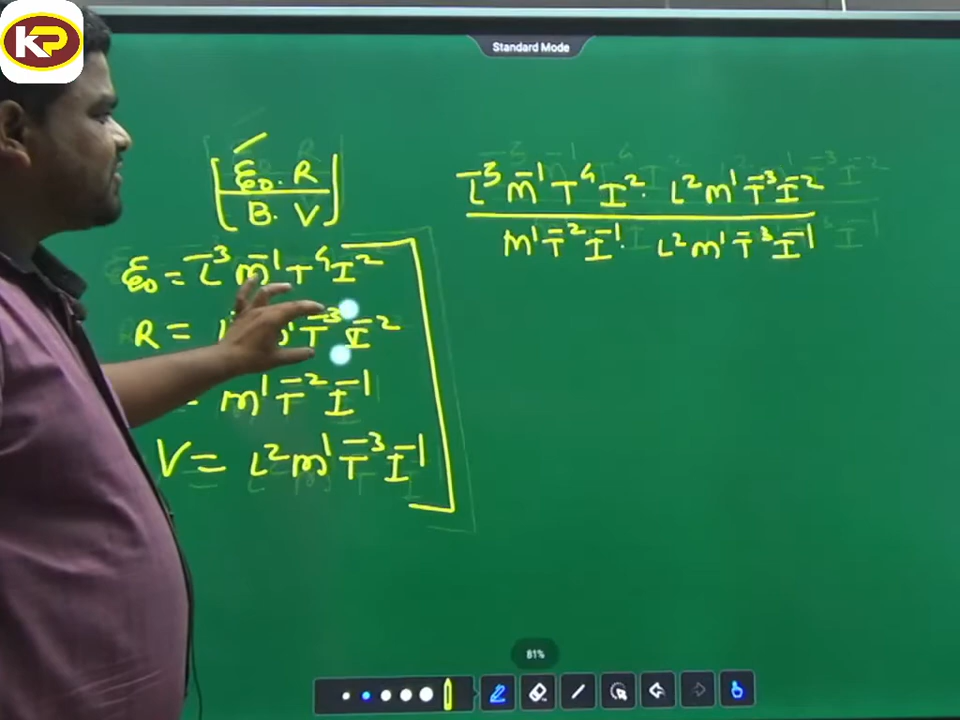 KP
Standard Mode
[ε₀. R / B. V]
L⁻³ M⁻¹ T⁴ I². L² M¹ T⁻³ I⁻²
M¹ T⁻² I⁻¹. L² M¹ T⁻³ I⁻¹
ε₀ = L⁻³ M⁻¹ T⁴ I²
R = T⁻³ I⁻²
= M¹ T⁻² I⁻¹
V = L² M¹ T⁻³ I⁻¹
81%